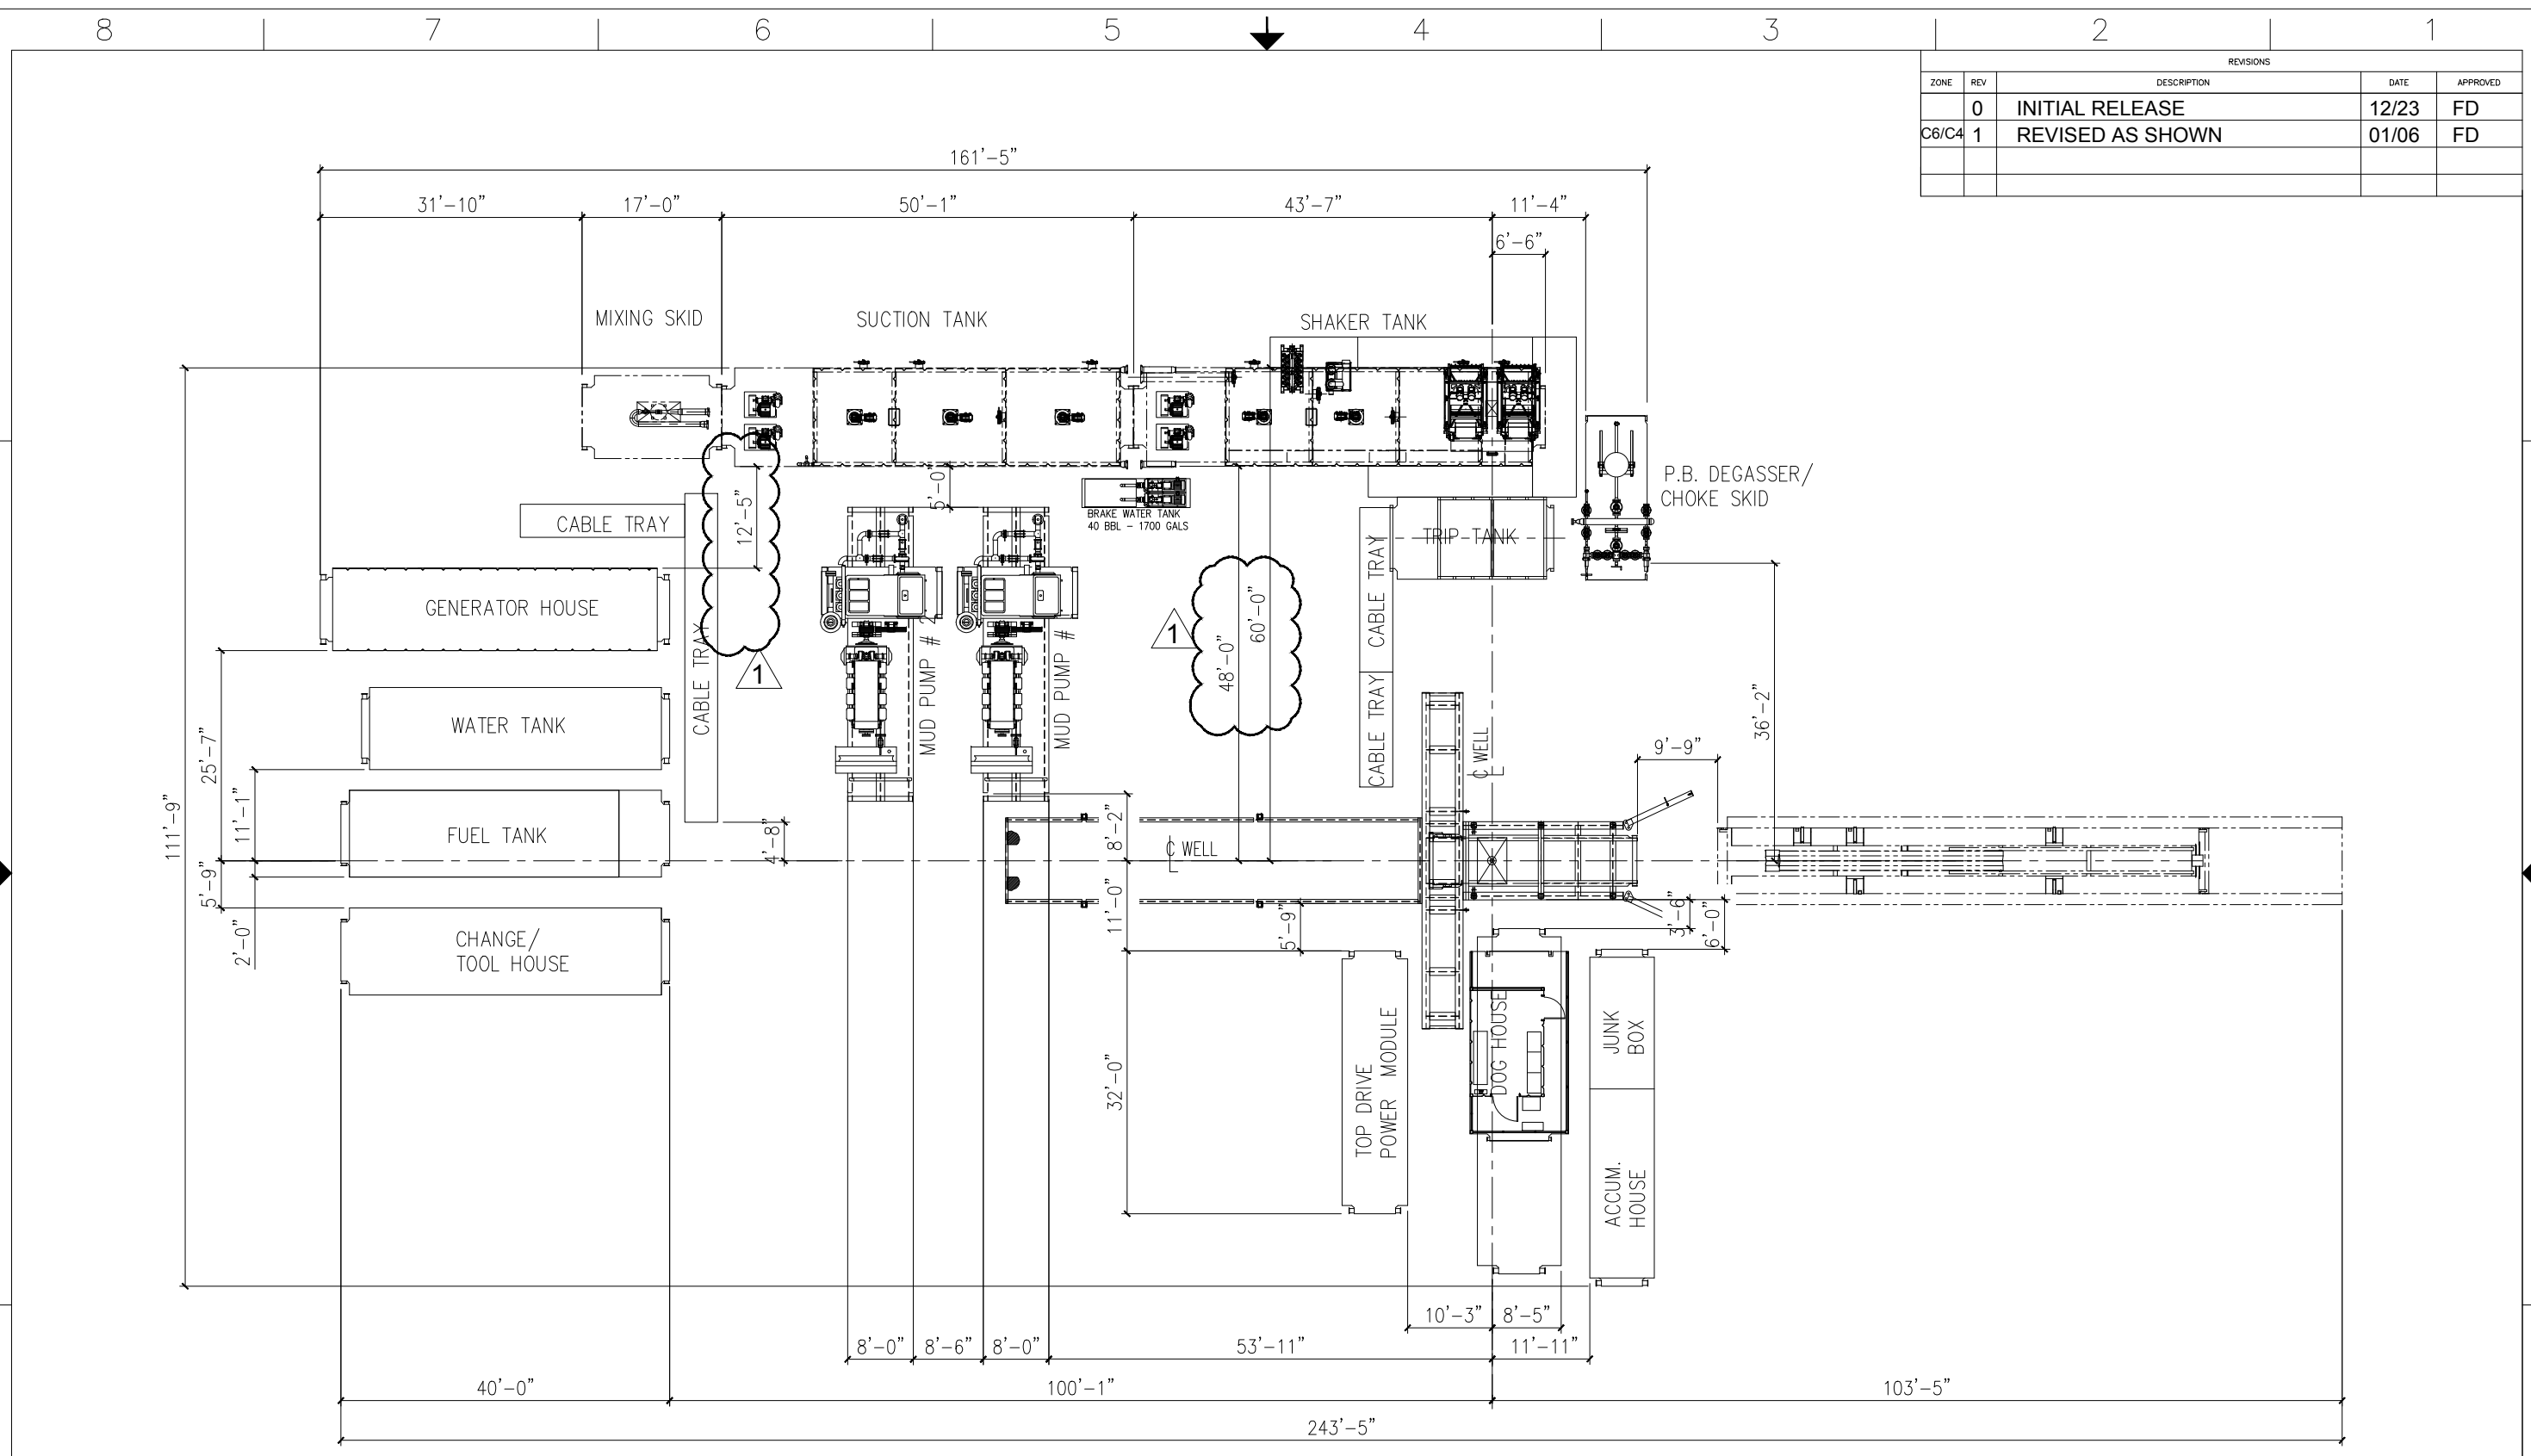 8 7 6 5 4 3 2 1
REVISIONS
ZONE REV DESCRIPTION DATE APPROVED
0 INITIAL RELEASE 12/23 FD
C6/C4 1 REVISED AS SHOWN 01/06 FD
161'-5"
31'-10" 17'-0" 50'-1" 43'-7" 11'-4"
6'-6"
MIXING SKID
SUCTION TANK
SHAKER TANK
P.B. DEGASSER/
CHOKE SKID
5'-0"
12'-5"
BRAKE WATER TANK
40 BBL - 1700 GALS
CABLE TRAY
TRIP TANK
CABLE TRAY
GENERATOR HOUSE
CABLE TRAY
1
1
48'-0"
60'-0"
MUD PUMP # 2
MUD PUMP #
CABLE TRAY
36'-2"
WATER TANK
C WELL
9'-9"
25'-7"
11'-1"
111'-9"
FUEL TANK
4'-8"
8'-2"
C WELL
5'-9"
2'-0"
11'-0"
5'-9"
3'-6"
6'-0"
CHANGE/
TOOL HOUSE
32'-0"
TOP DRIVE
POWER MODULE
DOG HOUSE
JUNK
BOX
ACCUM.
HOUSE
10'-3" 8'-5"
8'-0" 8'-6" 8'-0" 53'-11" 11'-11"
40'-0" 100'-1" 103'-5"
243'-5"